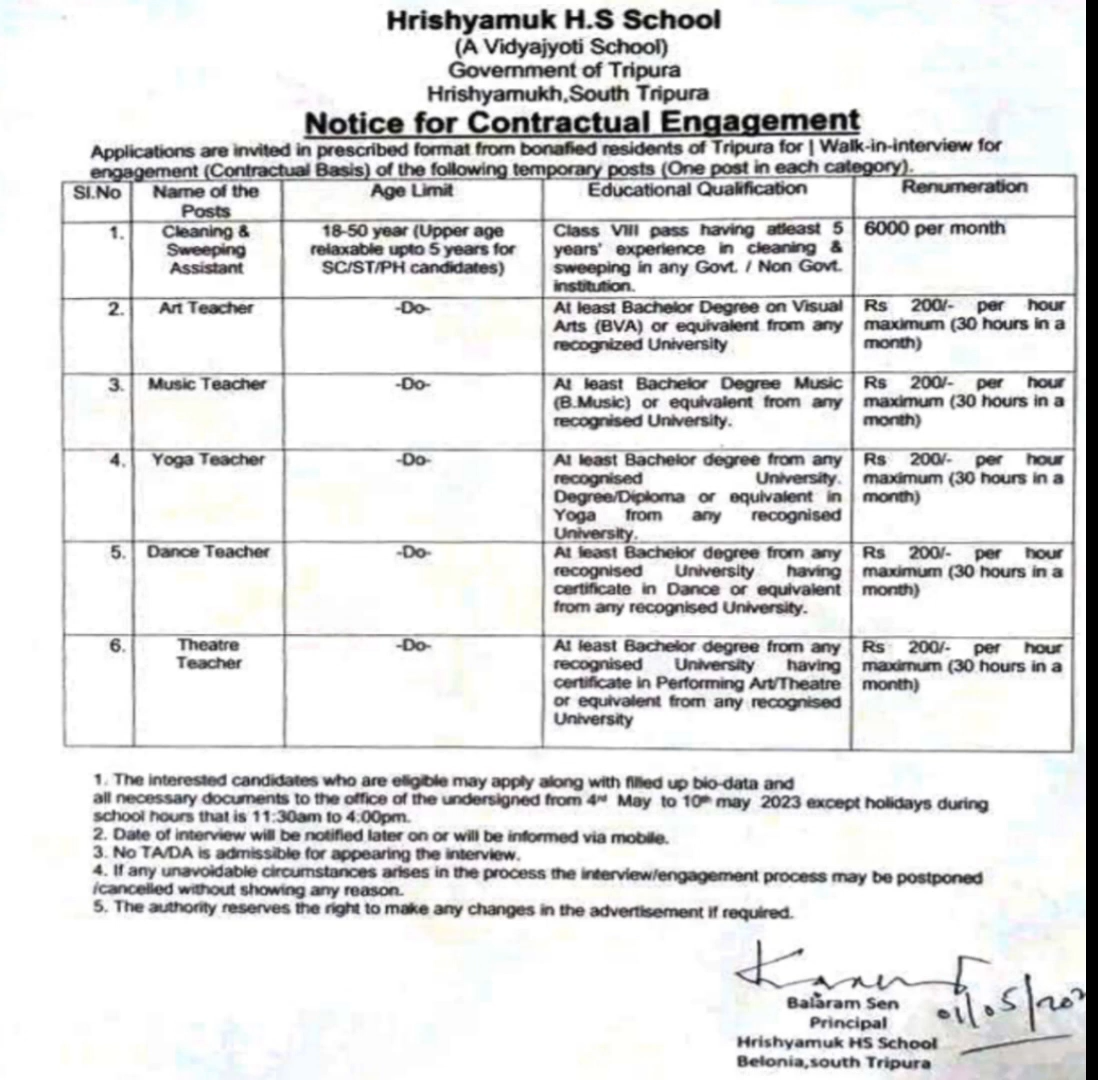 Hrishyamuk H.S School
(A Vidyajyoti School)
Government of Tripura
Hrishyamukh,South Tripura
Notice for Contractual Engagement
Applications are invited in prescribed format from bonafied residents of Tripura for | Walk-in-interview for
engagement (Contractual Basis) of the following temporary posts (One post in each category).
Sl.No
Name of the
Posts
Age Limit
Educational Qualification
Renumeration
1.
Cleaning &
Sweeping
Assistant
18-50 year (Upper age
relaxable upto 5 years for
SC/ST/PH candidates)
Class VIII pass having atleast 5
years' experience in cleaning &
sweeping in any Govt. / Non Govt.
institution.
6000 per month
2.
Art Teacher
-Do-
At least Bachelor Degree on Visual
Arts (BVA) or equivalent from any
recognized University
Rs 200/- per hour
maximum (30 hours in a
month)
3.
Music Teacher
-Do-
At least Bachelor Degree Music
(B.Music) or equivalent from any
recognised University.
Rs 200/- per hour
maximum (30 hours in a
month)
4.
Yoga Teacher
-Do-
At least Bachelor degree from any
recognised University.
Degree/Diploma or equivalent in
Yoga from any recognised
University.
Rs 200/- per hour
maximum (30 hours in a
month)
5.
Dance Teacher
-Do-
At least Bachelor degree from any
recognised University having
certificate in Dance or equivalent
from any recognised University.
Rs 200/- per hour
maximum (30 hours in a
month)
6.
Theatre
Teacher
-Do-
At least Bachelor degree from any
recognised University having
certificate in Performing Art/Theatre
or equivalent from any recognised
University
Rs 200/- per hour
maximum (30 hours in a
month)
1. The interested candidates who are eligible may apply along with filled up bio-data and
all necessary documents to the office of the undersigned from 4th May to 10th may 2023 except holidays during
school hours that is 11:30am to 4:00pm.
2. Date of interview will be notified later on or will be informed via mobile.
3. No TA/DA is admissible for appearing the interview.
4. If any unavoidable circumstances arises in the process the interview/engagement process may be postponed
/cancelled without showing any reason.
5. The authority reserves the right to make any changes in the advertisement if required.
01/05/202
Balaram Sen
Principal
Hrishyamuk HS School
Belonia,south Tripura